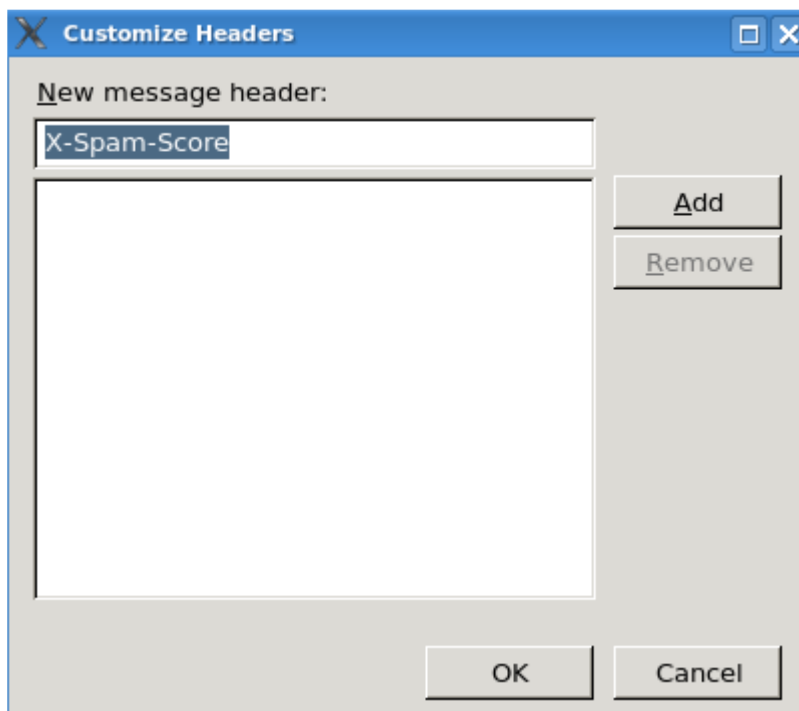 Customize Headers
New message header:
X-Spam-Score
Add
Remove
OK
Cancel